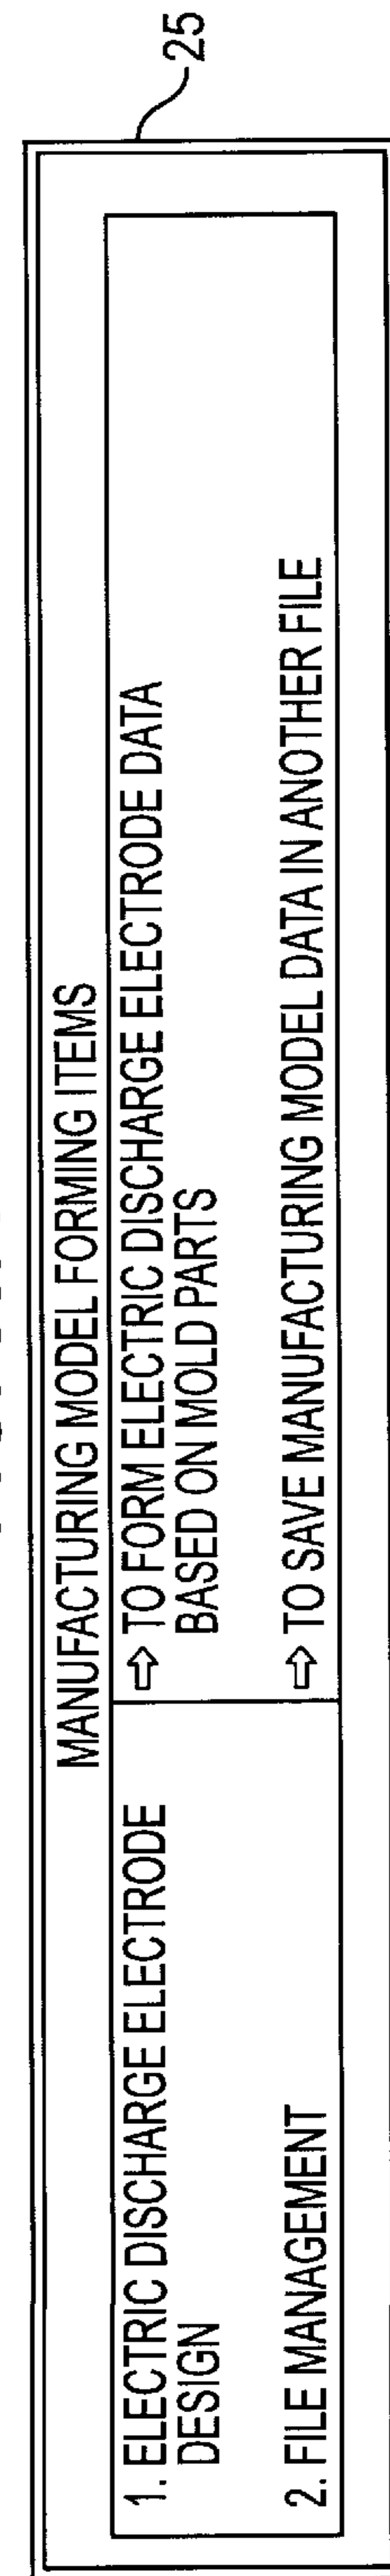 25
MANUFACTURING MODEL FORMING ITEMS
1. ELECTRIC DISCHARGE ELECTRODE
DESIGN
⇨ TO FORM ELECTRIC DISCHARGE ELECTRODE DATA
BASED ON MOLD PARTS
2. FILE MANAGEMENT
⇨ TO SAVE MANUFACTURING MODEL DATA IN ANOTHER FILE